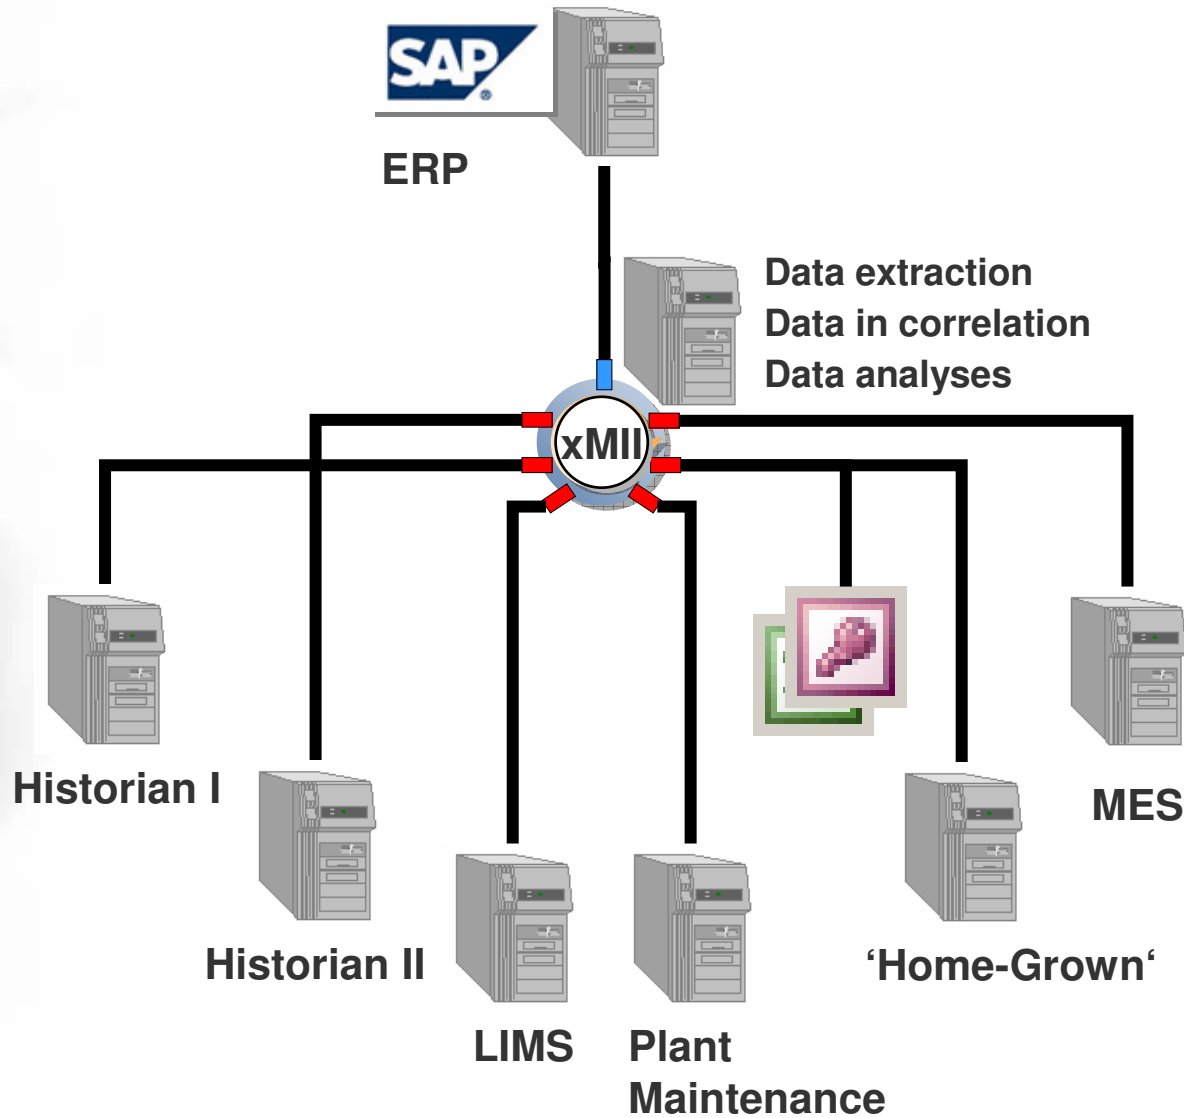 SAP
ERP
Data extraction
Data in correlation
Data analyses
xMII
Historian I
MES
Historian II
‘Home-Grown‘
LIMS
Plant
Maintenance